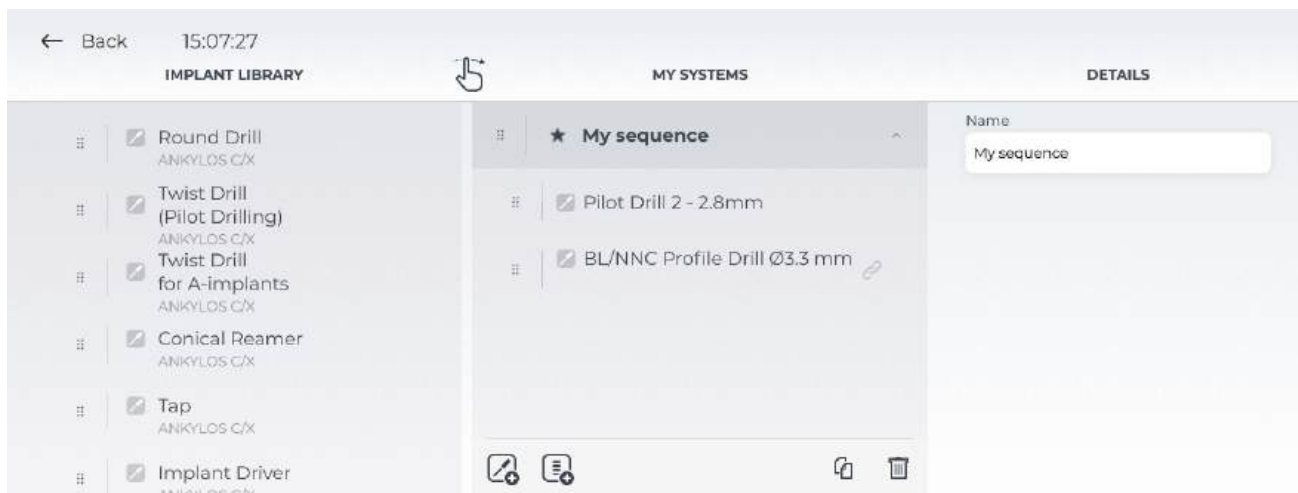 ← Back 15:07:27
IMPLANT LIBRARY
MY SYSTEMS
DETAILS
Round Drill
ANKYLOS C/X
Twist Drill
(Pilot Drilling)
ANKYLOS C/X
Twist Drill
for A-implants
ANKYLOS C/X
Conical Reamer
ANKYLOS C/X
Tap
ANKYLOS C/X
Implant Driver
★ My sequence
Pilot Drill 2 - 2.8mm
BL/NNC Profile Drill Ø3.3 mm
Name
My sequence